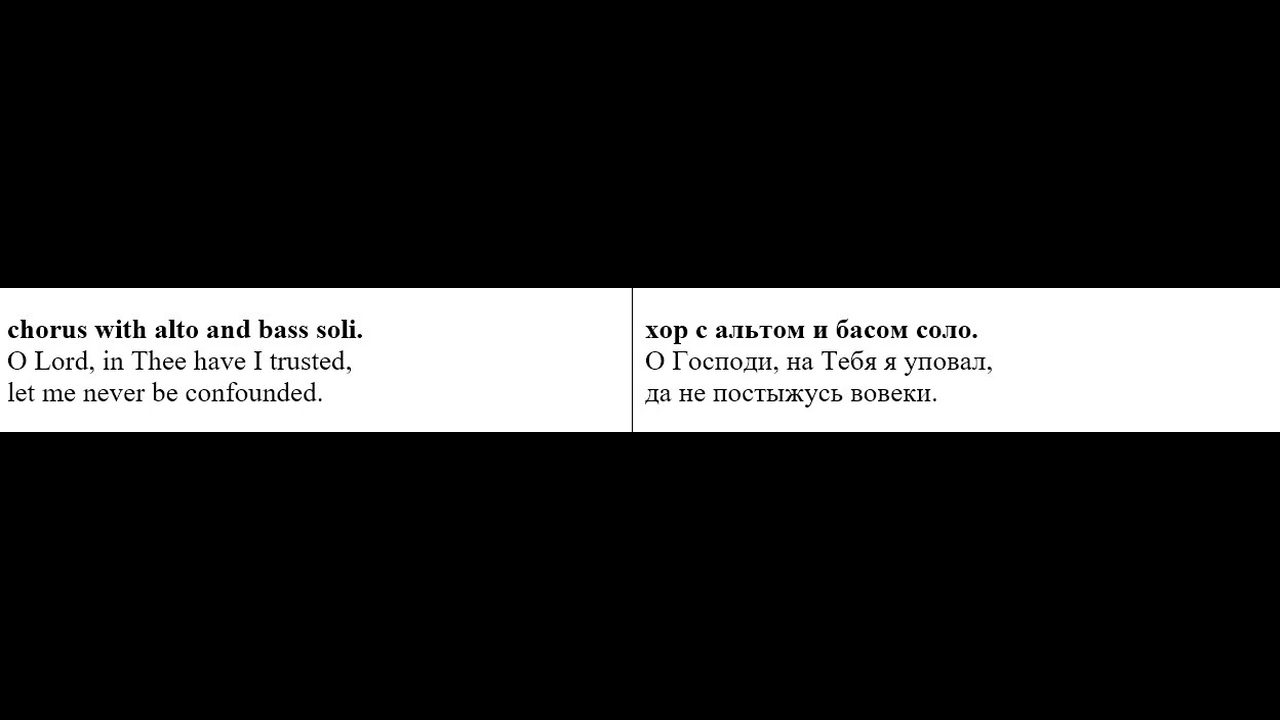 chorus with alto and bass soli.
O Lord, in Thee have I trusted,
let me never be confounded.
хор с альтом и басом соло.
О Господи, на Тебя я уповал,
да не постыжусь вовеки.